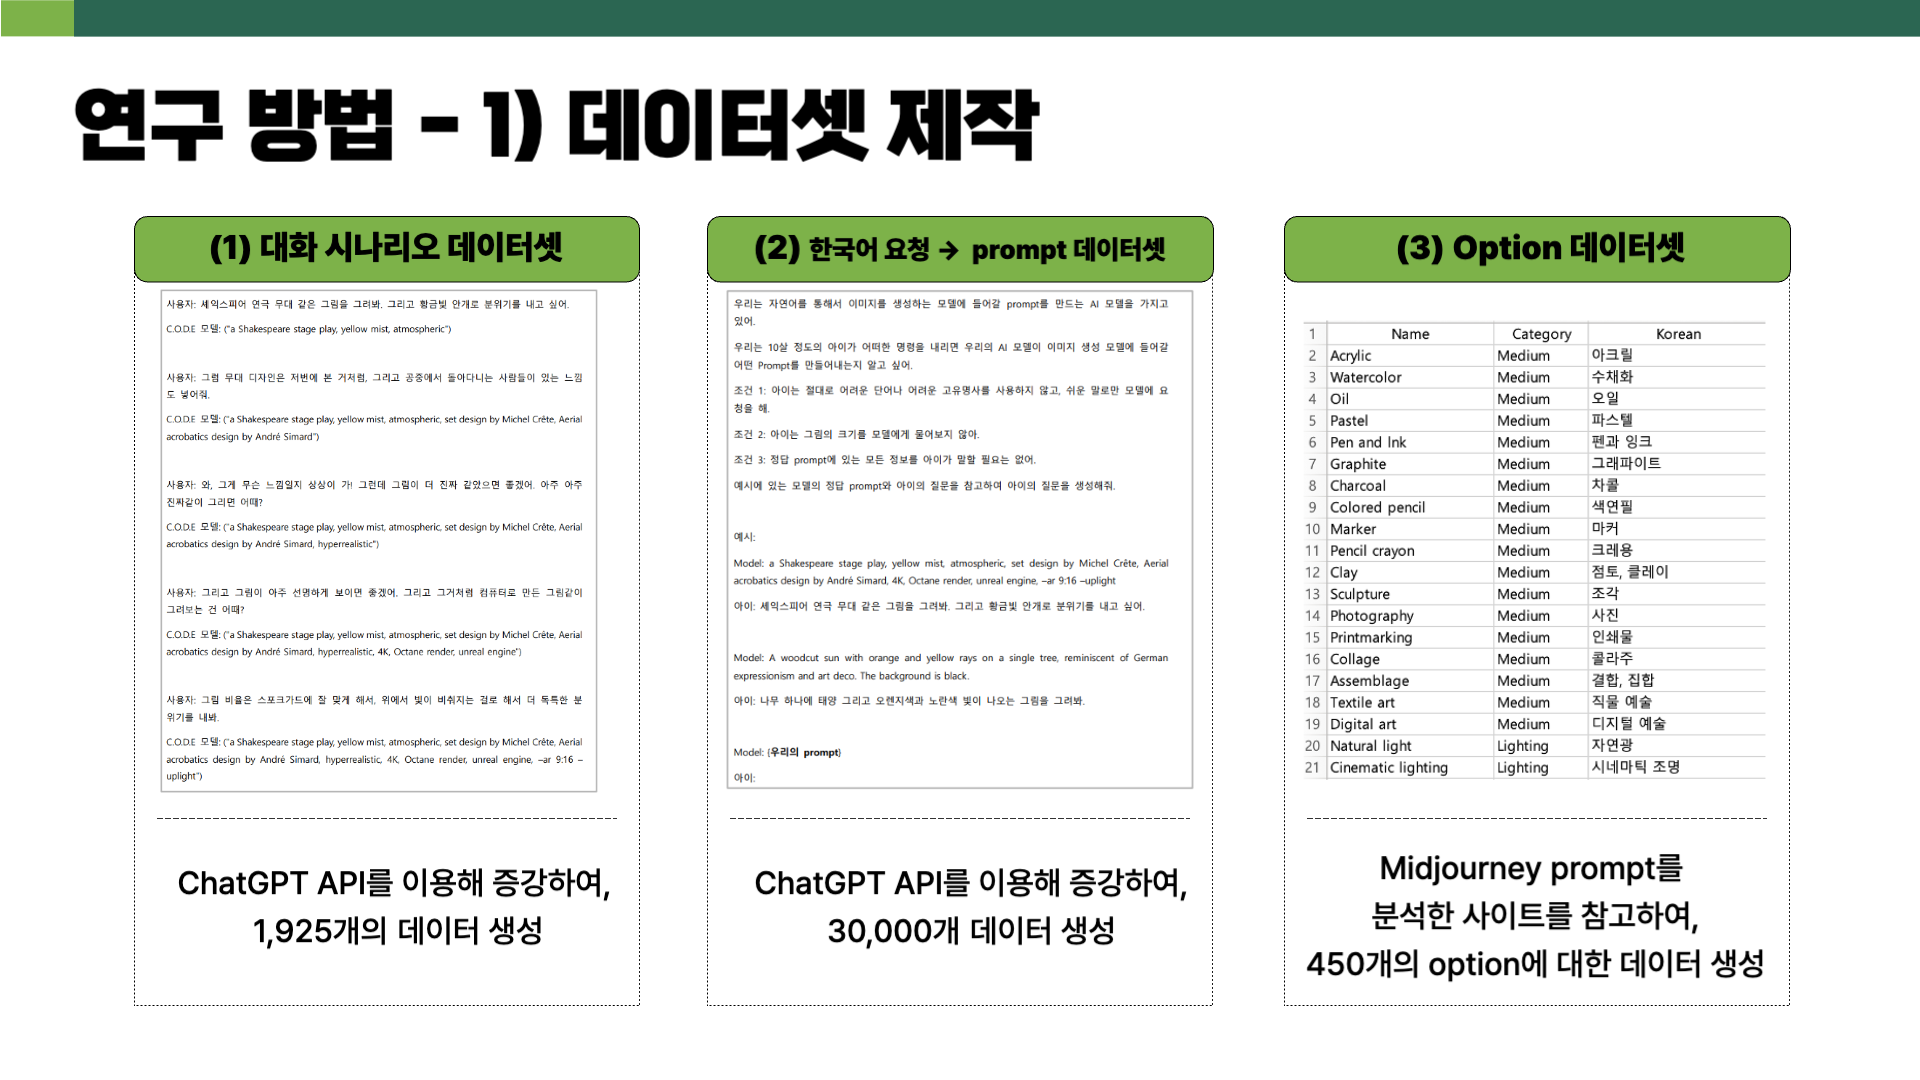 연구 방법 - 1) 데이터셋 제작
(1) 대화 시나리오 데이터셋
사용자: 셰익스피어 연극 무대 같은 그림을 그려봐. 그리고 황금빛 안개로 분위기를 내고 싶어.
C.O.D.E 모델: ("a Shakespeare stage play, yellow mist, atmospheric")
사용자: 그럼 무대 디자인은 저번에 본 거처럼, 그리고 공중에서 돌아다니는 사람들이 있는 느낌
도 넣어줘.
C.O.D.E 모델: ("a Shakespeare stage play, yellow mist, atmospheric, set design by Michel Crête, Aerial
acrobatics design by André Simard")
사용자: 와, 그게 무슨 느낌일지 상상이 가! 그런데 그림이 더 진짜 같았으면 좋겠어. 아주 아주
진짜같이 그리면 어때?
C.O.D.E 모델: ("a Shakespeare stage play, yellow mist, atmospheric, set design by Michel Crête, Aerial
acrobatics design by André Simard, hyperrealistic")
사용자: 그리고 그림이 아주 선명하게 보이면 좋겠어. 그리고 그거처럼 컴퓨터로 만든 그림같이
그려보는 건 어때?
C.O.D.E 모델: ("a Shakespeare stage play, yellow mist, atmospheric, set design by Michel Crête, Aerial
acrobatics design by André Simard, hyperrealistic, 4K, Octane render, unreal engine")
사용자: 그림 비율은 스포크가드에 잘 맞게 해서, 위에서 빛이 비춰지는 걸로 해서 더 독특한 분
위기를 내봐.
C.O.D.E 모델: ("a Shakespeare stage play, yellow mist, atmospheric, set design by Michel Crête, Aerial
acrobatics design by André Simard, hyperrealistic, 4K, Octane render, unreal engine, –ar 9:16 –
uplight")
ChatGPT API를 이용해 증강하여,
1,925개의 데이터 생성
(2) 한국어 요청 → prompt 데이터셋
우리는 자연어를 통해서 이미지를 생성하는 모델에 들어갈 prompt를 만드는 AI 모델을 가지고
있어.
우리는 10살 정도의 아이가 어떠한 명령을 내리면 우리의 AI 모델이 이미지 생성 모델에 들어갈
어떤 Prompt를 만들어내는지 알고 싶어.
조건 1: 아이는 절대로 어려운 단어나 어려운 고유명사를 사용하지 않고, 쉬운 말로만 모델에 요
청을 해.
조건 2: 아이는 그림의 크기를 모델에게 물어보지 않아.
조건 3: 정답 prompt에 있는 모든 정보를 아이가 말할 필요는 없어.
예시에 있는 모델의 정답 prompt와 아이의 질문을 참고하여 아이의 질문을 생성해줘.
예시:
Model: a Shakespeare stage play, yellow mist, atmospheric, set design by Michel Crête, Aerial
acrobatics design by André Simard, 4K, Octane render, unreal engine, –ar 9:16 –uplight
아이: 셰익스피어 연극 무대 같은 그림을 그려봐. 그리고 황금빛 안개로 분위기를 내고 싶어.
Model: A woodcut sun with orange and yellow rays on a single tree, reminiscent of German
expressionism and art deco. The background is black.
아이: 나무 하나에 태양 그리고 오렌지색과 노란색 빛이 나오는 그림을 그려봐.
Model: {우리의 prompt}
아이:
ChatGPT API를 이용해 증강하여,
30,000개 데이터 생성
(3) Option 데이터셋
1 Name Category Korean
2 Acrylic Medium 아크릴
3 Watercolor Medium 수채화
4 Oil Medium 오일
5 Pastel Medium 파스텔
6 Pen and Ink Medium 펜과 잉크
7 Graphite Medium 그래파이트
8 Charcoal Medium 차콜
9 Colored pencil Medium 색연필
10 Marker Medium 마커
11 Pencil crayon Medium 크레용
12 Clay Medium 점토, 클레이
13 Sculpture Medium 조각
14 Photography Medium 사진
15 Printmarking Medium 인쇄물
16 Collage Medium 콜라주
17 Assemblage Medium 결합, 집합
18 Textile art Medium 직물 예술
19 Digital art Medium 디지털 예술
20 Natural light Lighting 자연광
21 Cinematic lighting Lighting 시네마틱 조명
Midjourney prompt를
분석한 사이트를 참고하여,
450개의 option에 대한 데이터 생성